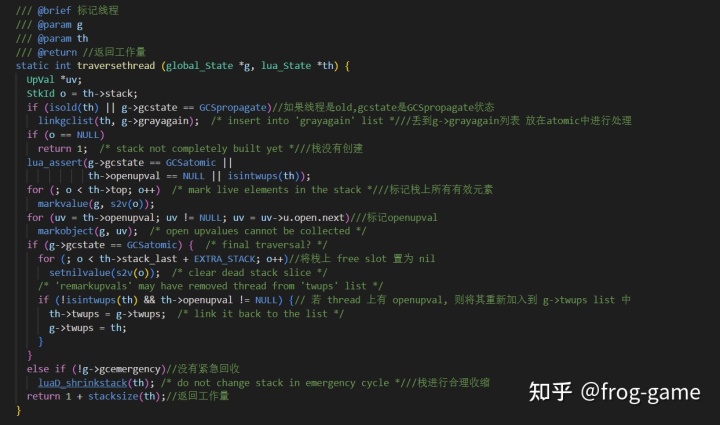 /// @brief 标记线程
/// @param g
/// @param th
/// @return //返回工作量
static int traversethread (global_State *g, lua_State *th) {
  UpVal *uv;
  StkId o = th->stack;
  if (isold(th) || g->gcstate == GCSpropagate)//如果线程是old,gcstate是GCSpropagate状态
    linkgclist(th, g->grayagain);  /* insert into 'grayagain' list *///丢到g->grayagain列表 放在atomic中进行处理
  if (o == NULL)
    return 1;  /* stack not completely built yet *///栈没有创建
  lua_assert(g->gcstate == GCSatomic ||
             th->openupval == NULL || isintwups(th));
  for (; o < th->top; o++)  /* mark live elements in the stack *///标记栈上所有有效元素
    markvalue(g, s2v(o));
  for (uv = th->openupval; uv != NULL; uv = uv->u.open.next)///标记openupval
    markobject(g, uv);  /* open upvalues cannot be collected */
  if (g->gcstate == GCSatomic) {  /* final traversal? */
    for (; o < th->stack_last + EXTRA_STACK; o++)//将栈上 free slot 置为 nil
      setnilvalue(s2v(o));  /* clear dead stack slice */
    /* 'remarkupvals' may have removed thread from 'twups' list */
    if (!isintwups(th) && th->openupval != NULL) {// 若 thread 上有 openupval, 则将其重新加入到 g->twups list 中
      th->twups = g->twups;  /* link it back to the list */
      g->twups = th;
    }
  }
  else if (!g->gcemergency)//没有紧急回收
    luaD_shrinkstack(th); /* do not change stack in emergency cycle *///栈进行合理收缩
  return 1 + stacksize(th);//返回工作量
}
知乎 @frog-game